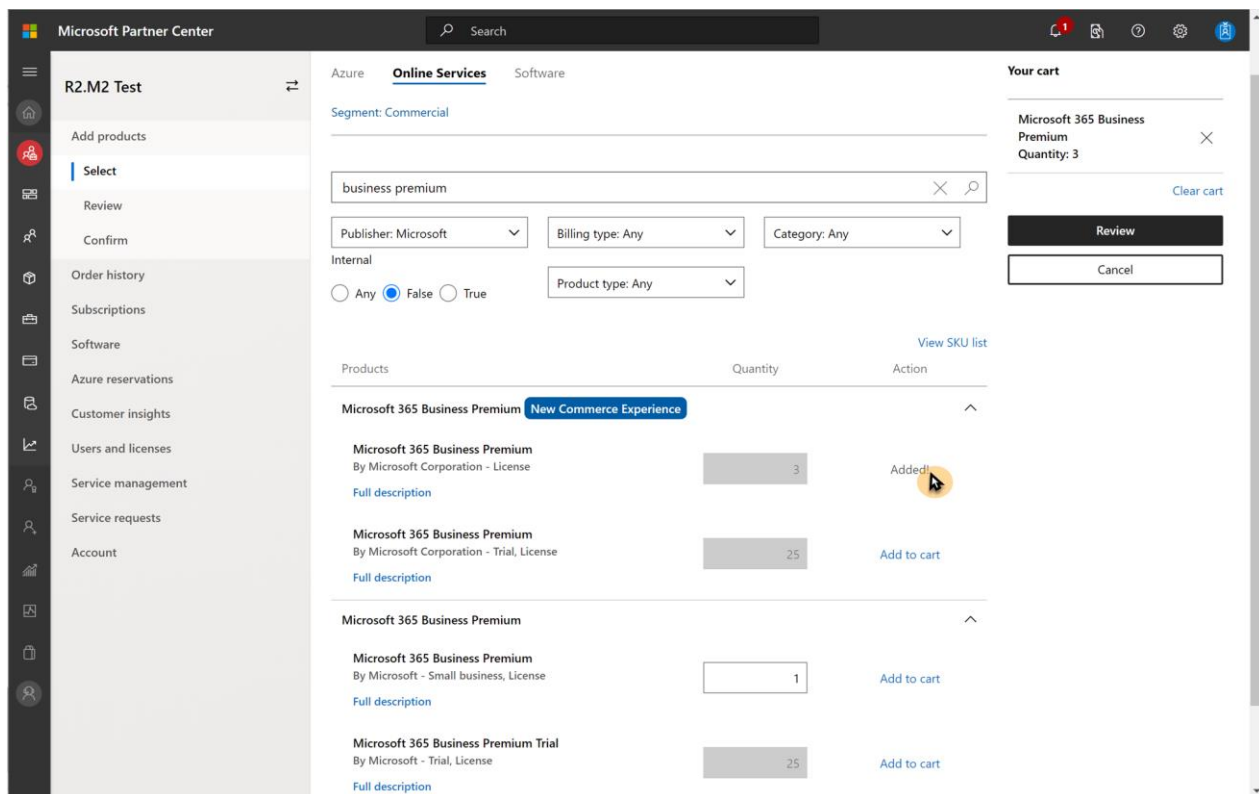 Microsoft Partner Center
Search
1
R2.M2 Test
Add products
Select
Review
Confirm
Order history
Subscriptions
Software
Azure reservations
Customer insights
Users and licenses
Service management
Service requests
Account
Azure Online Services Software
Segment: Commercial
business premium
Publisher: Microsoft Billing type: Any Category: Any
Internal
Any False True Product type: Any
View SKU list
Products Quantity Action
Microsoft 365 Business Premium New Commerce Experience
Microsoft 365 Business Premium
By Microsoft Corporation - License 3 Added!
Full description
Microsoft 365 Business Premium
By Microsoft Corporation - Trial, License 25 Add to cart
Full description
Microsoft 365 Business Premium
Microsoft 365 Business Premium
By Microsoft - Small business, License 1 Add to cart
Full description
Microsoft 365 Business Premium Trial
By Microsoft - Trial, License 25 Add to cart
Full description
Your cart
Microsoft 365 Business
Premium
Quantity: 3
Clear cart
Review
Cancel